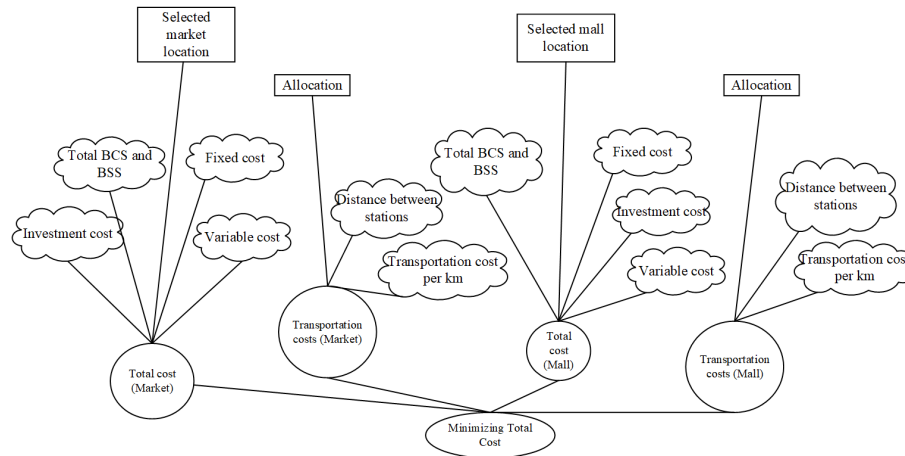 Selected
market
location
Selected mall
location
Allocation
Allocation
Total BCS and
BSS
Fixed cost
Total BCS and
BSS
Fixed cost
Distance between
stations
Distance between
stations
Investment cost
Variable cost
Investment cost
Transportation cost
per km
Variable cost
Transportation cost
per km
Transportation
costs (Market)
Total
cost
(Mall)
Transportation
costs (Mall)
Total cost
(Market)
Minimizing Total
Cost